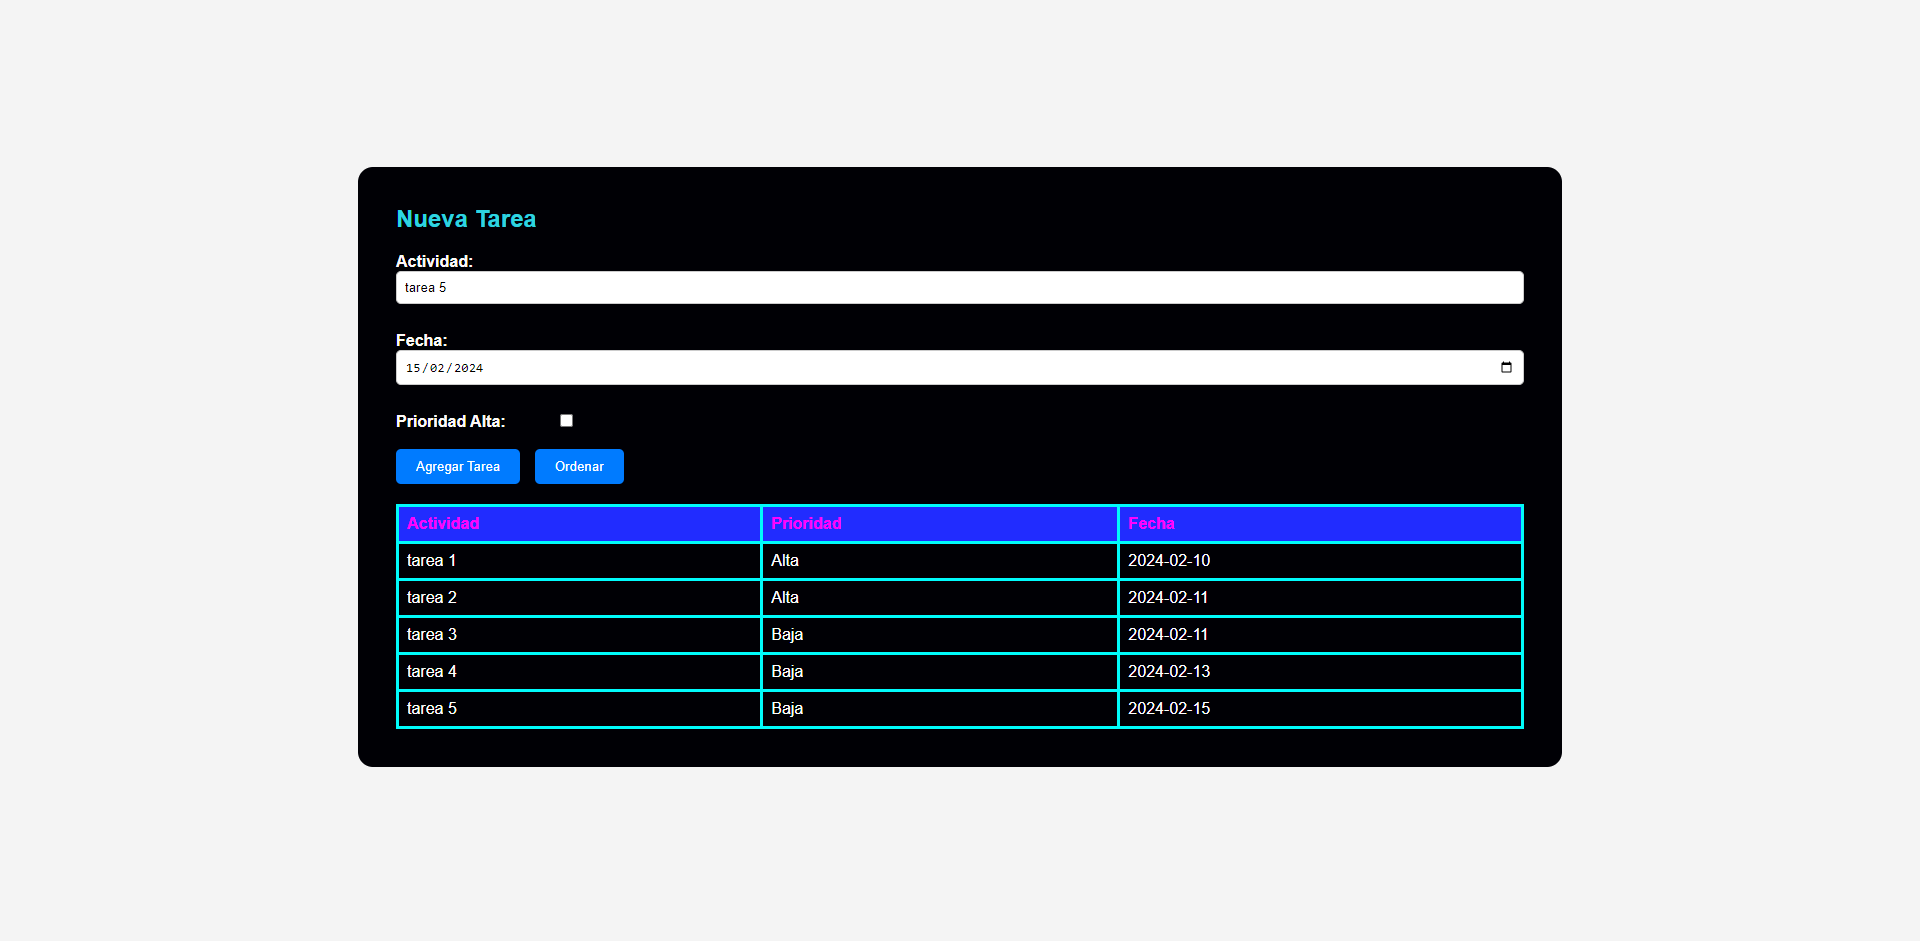 Nueva Tarea
Actividad:
tarea 5
Fecha:
15/02/2024
Prioridad Alta:
Agregar Tarea Ordenar
Actividad Prioridad Fecha
tarea 1 Alta 2024-02-10
tarea 2 Alta 2024-02-11
tarea 3 Baja 2024-02-11
tarea 4 Baja 2024-02-13
tarea 5 Baja 2024-02-15